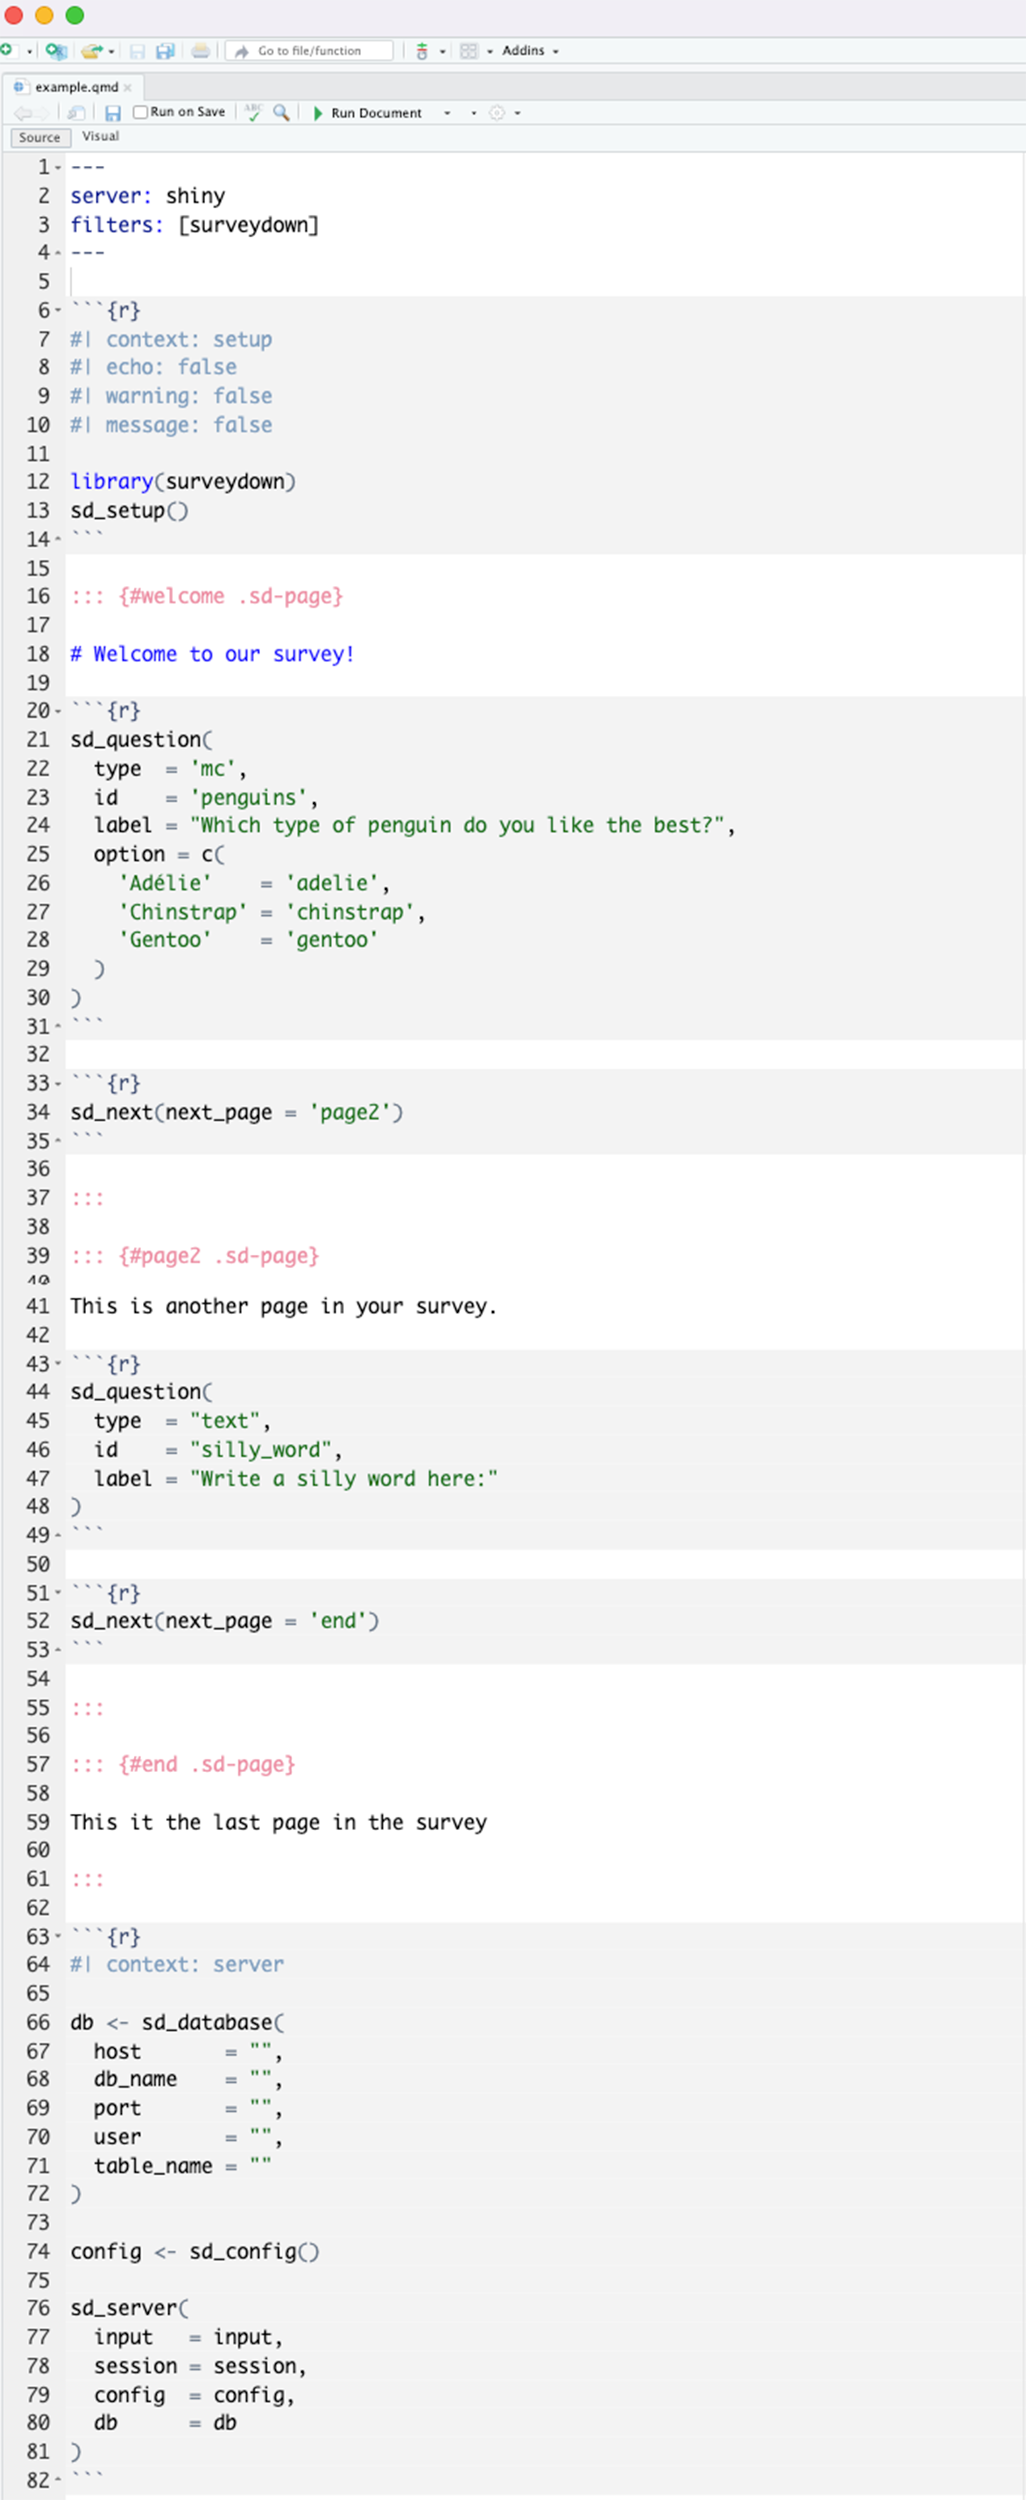 Go to file/function
Addins
example.qmd
Run on Save
ABC
Run Document
Source Visual
1 ---
2 server: shiny
3 filters: [surveydown]
4 ---
5
6 ```{r}
7 #| context: setup
8 #| echo: false
9 #| warning: false
10 #| message: false
11
12 library(surveydown)
13 sd_setup()
14 ```
15
16 ::: {#welcome .sd-page}
17
18 # Welcome to our survey!
19
20 ```{r}
21 sd_question(
22   type  = 'mc',
23   id    = 'penguins',
24   label = "Which type of penguin do you like the best?",
25   option = c(
26     'Adélie'    = 'adelie',
27     'Chinstrap' = 'chinstrap',
28     'Gentoo'    = 'gentoo'
29   )
30 )
31 ```
32
33 ```{r}
34 sd_next(next_page = 'page2')
35 ```
36
37 :::
38
39 ::: {#page2 .sd-page}
40
41 This is another page in your survey.
42
43 ```{r}
44 sd_question(
45   type  = "text",
46   id    = "silly_word",
47   label = "Write a silly word here:"
48 )
49 ```
50
51 ```{r}
52 sd_next(next_page = 'end')
53 ```
54
55 :::
56
57 ::: {#end .sd-page}
58
59 This it the last page in the survey
60
61 :::
62
63 ```{r}
64 #| context: server
65
66 db <- sd_database(
67   host       = "",
68   db_name    = "",
69   port       = "",
70   user       = "",
71   table_name = ""
72 )
73
74 config <- sd_config()
75
76 sd_server(
77   input   = input,
78   session = session,
79   config  = config,
80   db      = db
81 )
82 ```